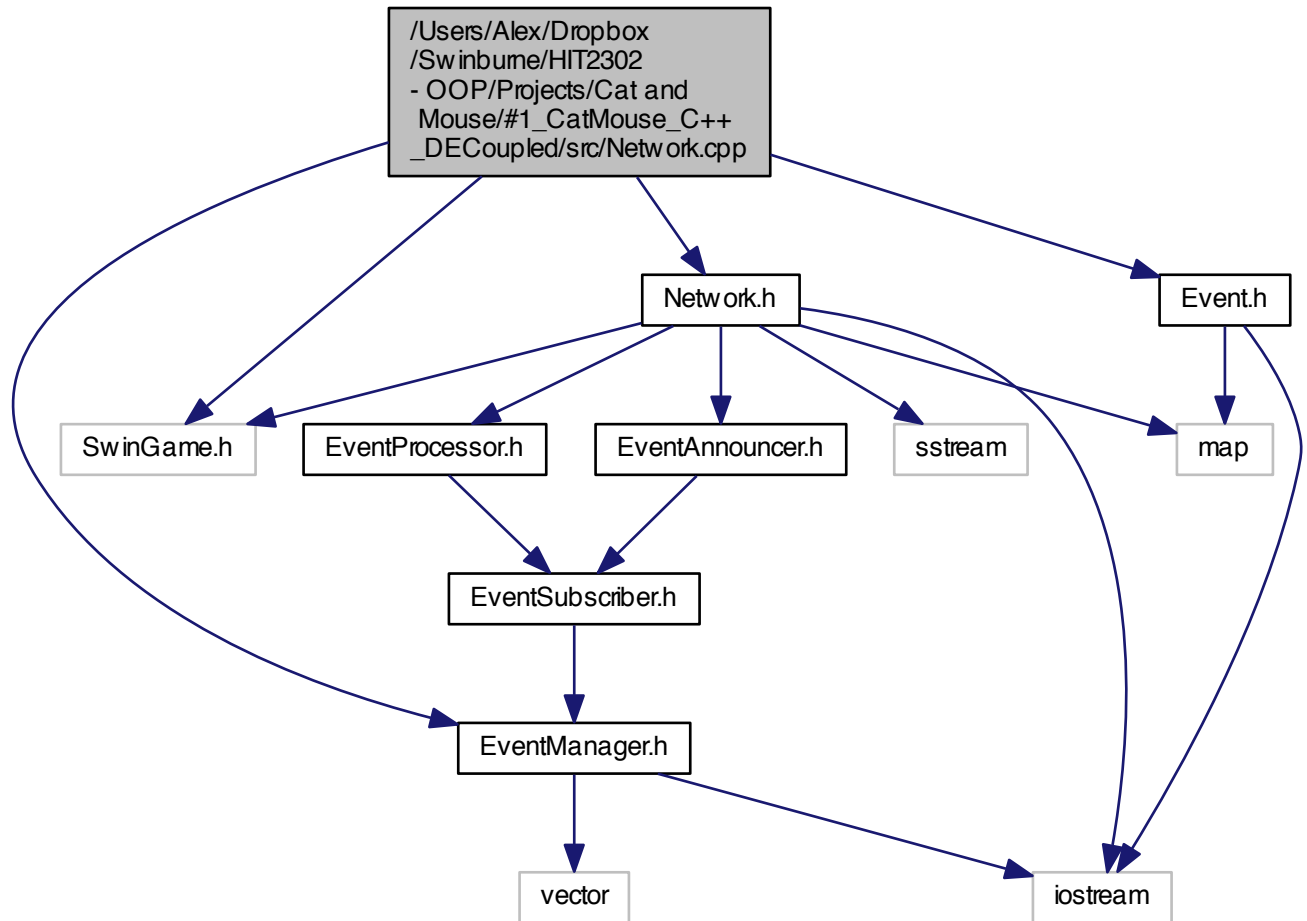 /Users/Alex/Dropbox
/Swinburne/HIT2302
- OOP/Projects/Cat and
Mouse/#1_CatMouse_C++
_DECoupled/src/Network.cpp
Network.h
Event.h
SwinGame.h
EventProcessor.h
EventAnnouncer.h
sstream
map
EventSubscriber.h
EventManager.h
vector
iostream